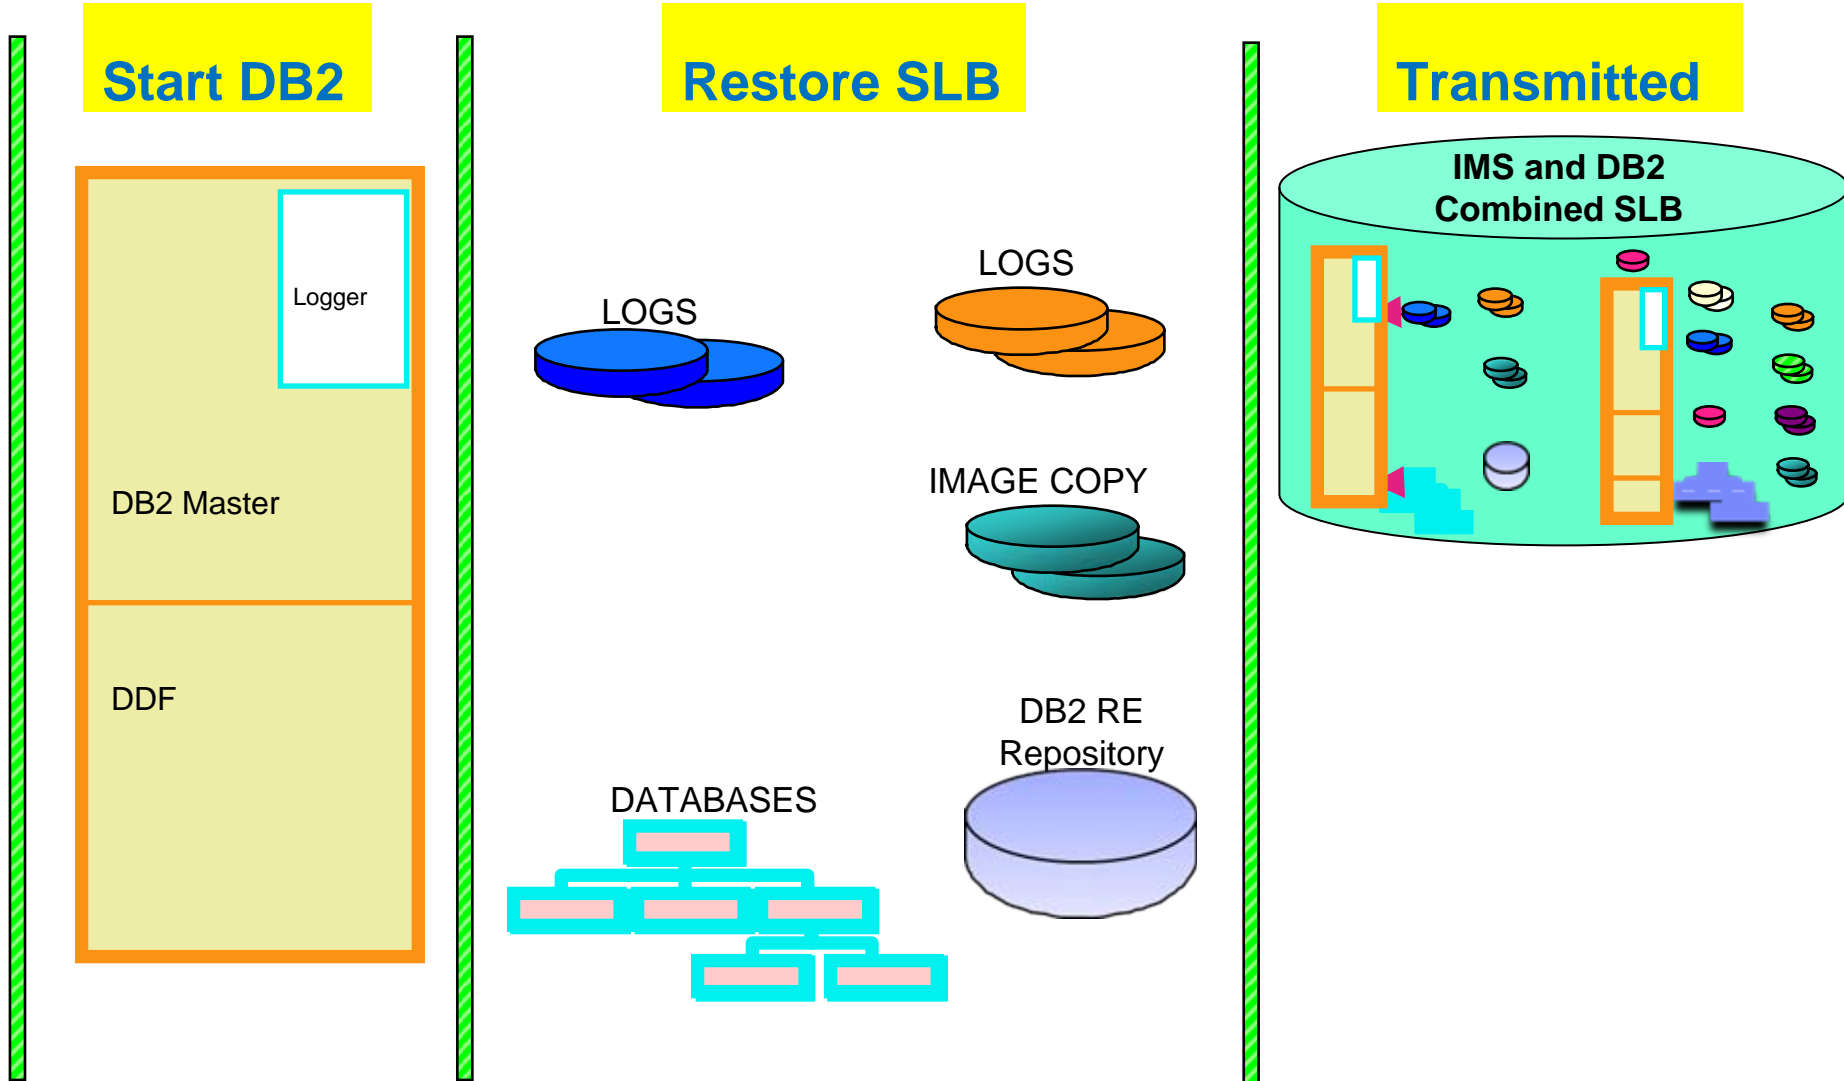 Start DB2
Restore SLB
Transmitted
Logger
DB2 Master
DDF
LOGS
LOGS
IMAGE COPY
DB2 RE
Repository
DATABASES
IMS and DB2
Combined SLB